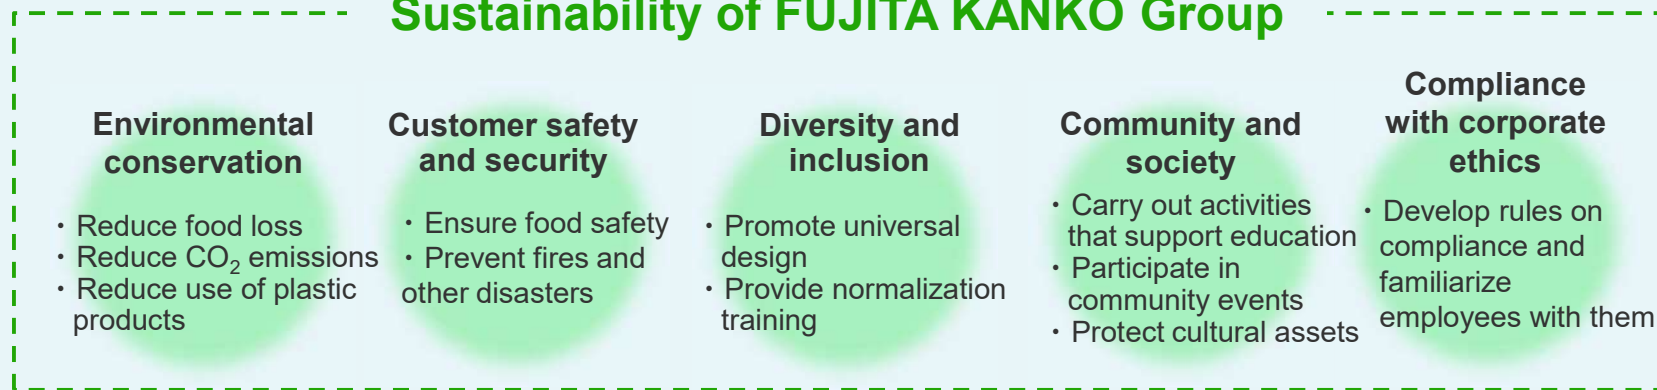 Sustainability of FUJITA KANKO Group
Environmental
conservation
・Reduce food loss
・Reduce CO₂ emissions
・Reduce use of plastic
products
Customer safety
and security
・Ensure food safety
・Prevent fires and
other disasters
Diversity and
inclusion
・Promote universal
design
・Provide normalization
training
Community and
society
・Carry out activities
that support education
・Participate in
community events
・Protect cultural assets
Compliance
with corporate
ethics
・Develop rules on
compliance and
familiarize
employees with them